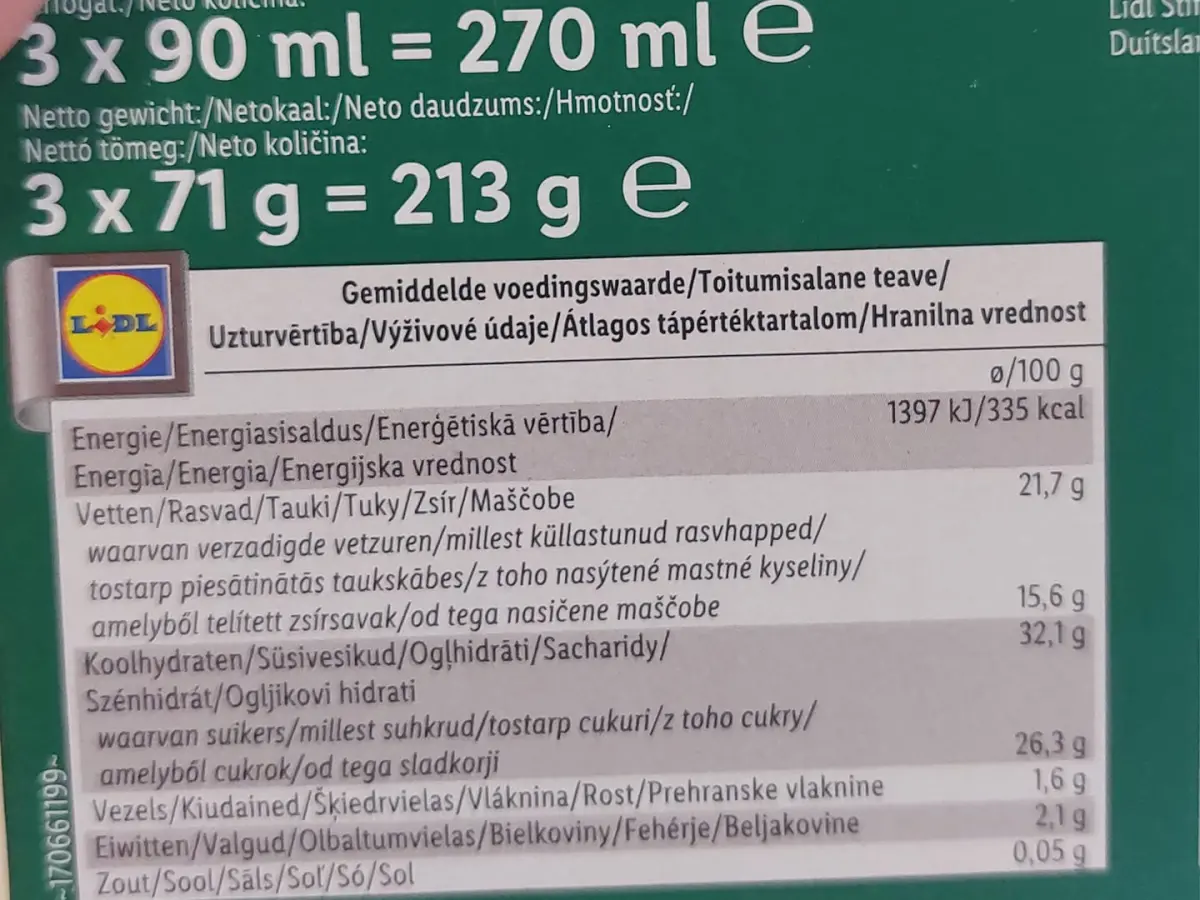 3 x 90 ml = 270 ml e
Netto gewicht:/Netokaal:/Neto daudzums:/Hmotnosť:/
Nettó tömeg:/Neto količina:
3 x 71 g = 213 g e
Lidl
Duitsla
LIDL
Gemiddelde voedingswaarde/Toitumisalane teave/
Uzturvērtība/Výživové údaje/Átlagos tápértéktartalom/Hranilna vrednost
ø/100 g
Energie/Energiasisaldus/Enerģētiskā vērtība/ 1397 kJ/335 kcal
Energia/Energia/Energijska vrednost
Vetten/Rasvad/Tauki/Tuky/Zsír/Maščobe 21,7 g
waarvan verzadigde vetzuren/millest küllastunud rasvhapped/
tostarp piesātinātās taukskābes/z toho nasýtené mastné kyseliny/
amelyből telített zsírsavak/od tega nasičene maščobe 15,6 g
Koolhydraten/Süsivesikud/Ogļhidrāti/Sacharidy/ 32,1 g
Szénhidrát/Ogljikovi hidrati
waarvan suikers/millest suhkrud/tostarp cukuri/z toho cukry/
amelyből cukrok/od tega sladkorji 26,3 g
Vezels/Kiudained/Šķiedrvielas/Vláknina/Rost/Prehranske vlaknine 1,6 g
Eiwitten/Valgud/Olbaltumvielas/Bielkoviny/Fehérje/Beljakovine 2,1 g
Zout/Sool/Sāls/Soľ/Só/Sol 0,05 g
~170661199~